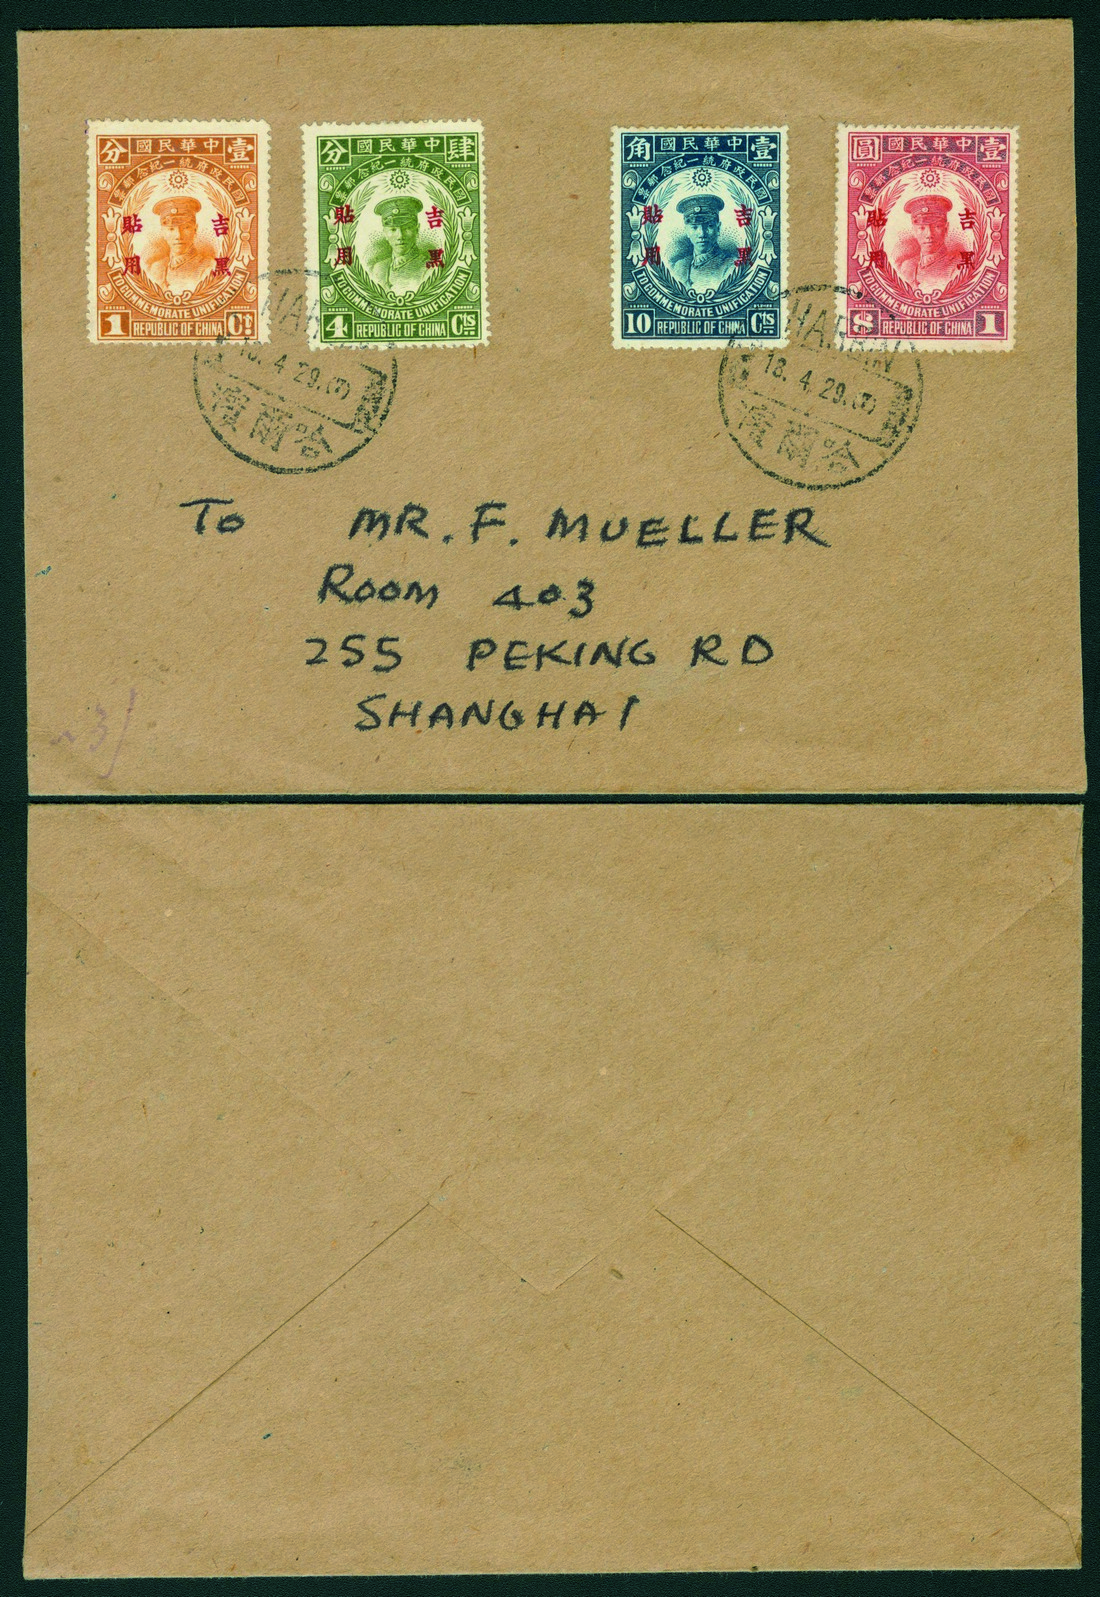 分 中華民國 壹
國民政府統一紀念郵票
吉黑貼用
TO COMMEMORATE UNIFICATION
1 REPUBLIC OF CHINA Ct.
分 中華民國 肆
國民政府統一紀念郵票
吉黑貼用
TO COMMEMORATE UNIFICATION
4 REPUBLIC OF CHINA Cts
角 中華民國 壹
國民政府統一紀念郵票
吉黑貼用
TO COMMEMORATE UNIFICATION
10 REPUBLIC OF CHINA Cts
圓 中華民國 壹
國民政府統一紀念郵票
吉黑貼用
TO COMMEMORATE UNIFICATION
$ REPUBLIC OF CHINA 1
18. 4. 29. (7)
濱爾哈
HARBIN
18. 4. 29. (7)
濱爾哈
To MR. F. MUELLER
ROOM 403
255 PEKING RD
SHANGHAI